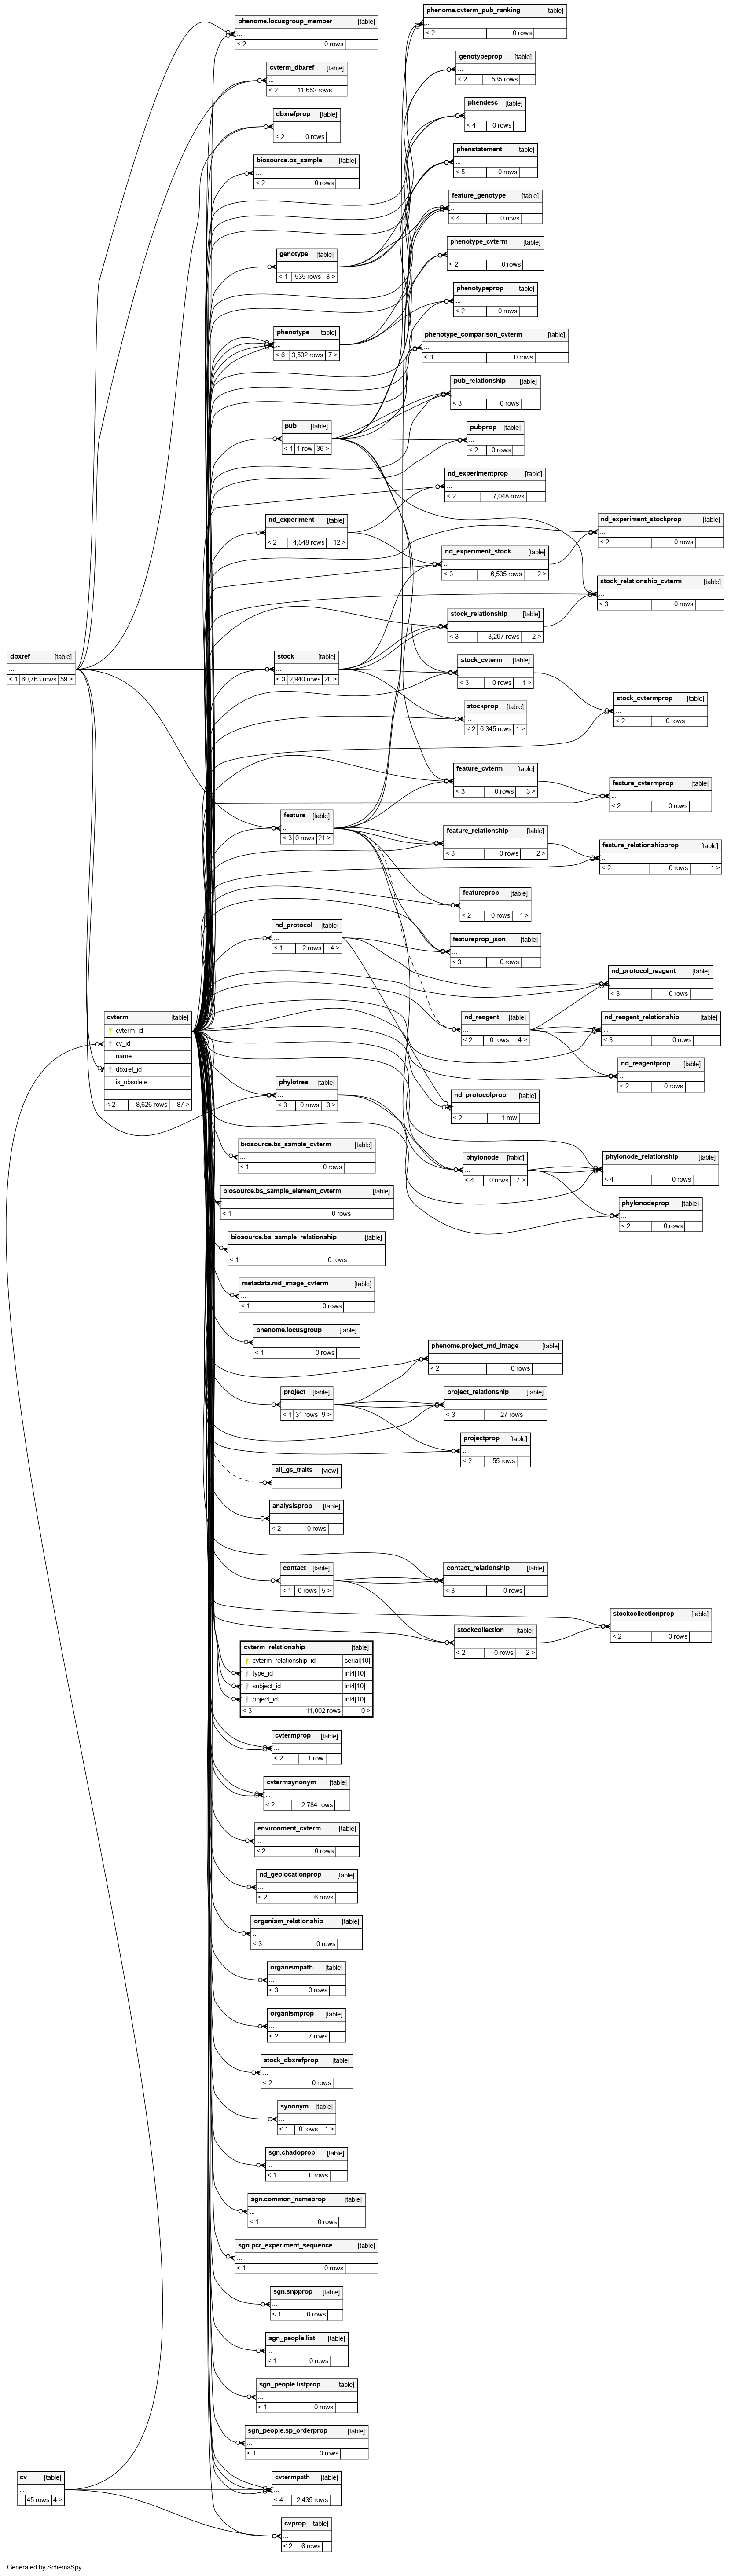 phenome.locusgroup_member [table]
...
< 2 0 rows
phenome.cvterm_pub_ranking [table]
...
< 2 0 rows
cvterm_dbxref [table]
...
< 2 11,652 rows
genotypeprop [table]
...
< 2 535 rows
dbxrefprop [table]
...
< 2 0 rows
phendesc [table]
...
< 4 0 rows
biosource.bs_sample [table]
...
< 2 0 rows
phenstatement [table]
...
< 5 0 rows
feature_genotype [table]
...
< 4 0 rows
genotype [table]
...
< 1 535 rows 8 >
phenotype_cvterm [table]
...
< 2 0 rows
phenotypeprop [table]
...
< 2 0 rows
phenotype [table]
...
< 6 3,502 rows 7 >
phenotype_comparison_cvterm [table]
...
< 3 0 rows
pub_relationship [table]
...
< 3 0 rows
pub [table]
...
< 1 1 row 36 >
pubprop [table]
...
< 2 0 rows
nd_experimentprop [table]
...
< 2 7,048 rows
nd_experiment [table]
...
< 2 4,548 rows 12 >
nd_experiment_stockprop [table]
...
< 2 0 rows
nd_experiment_stock [table]
...
< 3 6,535 rows 2 >
stock_relationship_cvterm [table]
...
< 3 0 rows
stock_relationship [table]
...
< 3 3,297 rows 2 >
dbxref [table]
...
< 1 60,763 rows 59 >
stock [table]
...
< 3 2,940 rows 20 >
stock_cvterm [table]
...
< 3 0 rows 1 >
stock_cvtermprop [table]
...
< 2 0 rows
stockprop [table]
...
< 2 6,345 rows 1 >
feature_cvterm [table]
...
< 3 0 rows 3 >
feature_cvtermprop [table]
...
< 2 0 rows
feature [table]
...
< 3 0 rows 21 >
feature_relationship [table]
...
< 3 0 rows 2 >
feature_relationshipprop [table]
...
< 2 0 rows 1 >
featureprop [table]
...
< 2 0 rows 1 >
nd_protocol [table]
...
< 1 2 rows 4 >
featureprop_json [table]
...
< 3 0 rows
nd_protocol_reagent [table]
...
< 3 0 rows
cvterm [table]
cvterm_id
cv_id
name
dbxref_id
is_obsolete
...
< 2 8,626 rows 87 >
nd_reagent [table]
...
< 2 0 rows 4 >
nd_reagent_relationship [table]
...
< 3 0 rows
nd_reagentprop [table]
...
< 2 0 rows
phylotree [table]
...
< 3 0 rows 3 >
nd_protocolprop [table]
...
< 2 1 row
biosource.bs_sample_cvterm [table]
...
< 1 0 rows
phylonode [table]
...
< 4 0 rows 7 >
phylonode_relationship [table]
...
< 4 0 rows
biosource.bs_sample_element_cvterm [table]
...
< 1 0 rows
phylonodeprop [table]
...
< 2 0 rows
biosource.bs_sample_relationship [table]
...
< 1 0 rows
metadata.md_image_cvterm [table]
...
< 1 0 rows
phenome.locusgroup [table]
...
< 1 0 rows
phenome.project_md_image [table]
...
< 2 0 rows
project [table]
...
< 1 31 rows 9 >
project_relationship [table]
...
< 3 27 rows
projectprop [table]
...
< 2 55 rows
all_gs_traits [view]
...
analysisprop [table]
...
< 2 0 rows
contact [table]
...
< 1 0 rows 5 >
contact_relationship [table]
...
< 3 0 rows
stockcollectionprop [table]
...
< 2 0 rows
stockcollection [table]
...
< 2 0 rows 2 >
cvterm_relationship [table]
cvterm_relationship_id serial[10]
type_id int4[10]
subject_id int4[10]
object_id int4[10]
< 3 11,002 rows 0 >
cvtermprop [table]
...
< 2 1 row
cvtermsynonym [table]
...
< 2 2,784 rows
environment_cvterm [table]
...
< 2 0 rows
nd_geolocationprop [table]
...
< 2 6 rows
organism_relationship [table]
...
< 3 0 rows
organismpath [table]
...
< 3 0 rows
organismprop [table]
...
< 2 7 rows
stock_dbxrefprop [table]
...
< 2 0 rows
synonym [table]
...
< 1 0 rows 1 >
sgn.chadoprop [table]
...
< 1 0 rows
sgn.common_nameprop [table]
...
< 1 0 rows
sgn.pcr_experiment_sequence [table]
...
< 1 0 rows
sgn.snpprop [table]
...
< 1 0 rows
sgn_people.list [table]
...
< 1 0 rows
sgn_people.listprop [table]
...
< 1 0 rows
sgn_people.sp_orderprop [table]
...
< 1 0 rows
cv [table]
...
45 rows 4 >
cvtermpath [table]
...
< 4 2,435 rows
cvprop [table]
...
< 2 6 rows
Generated by SchemaSpy